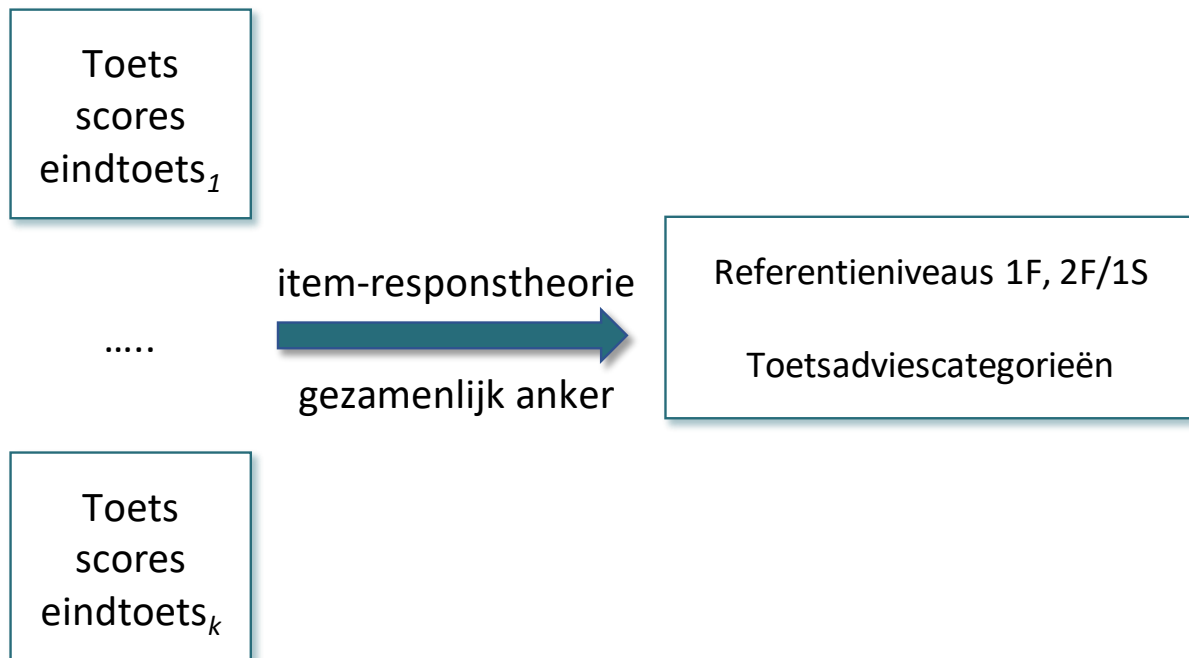 Toets
scores
eindtoets1
…..
Toets
scores
eindtoetsk
item-responstheorie
gezamenlijk anker
Referentieniveaus 1F, 2F/1S
Toetsadviescategorieën